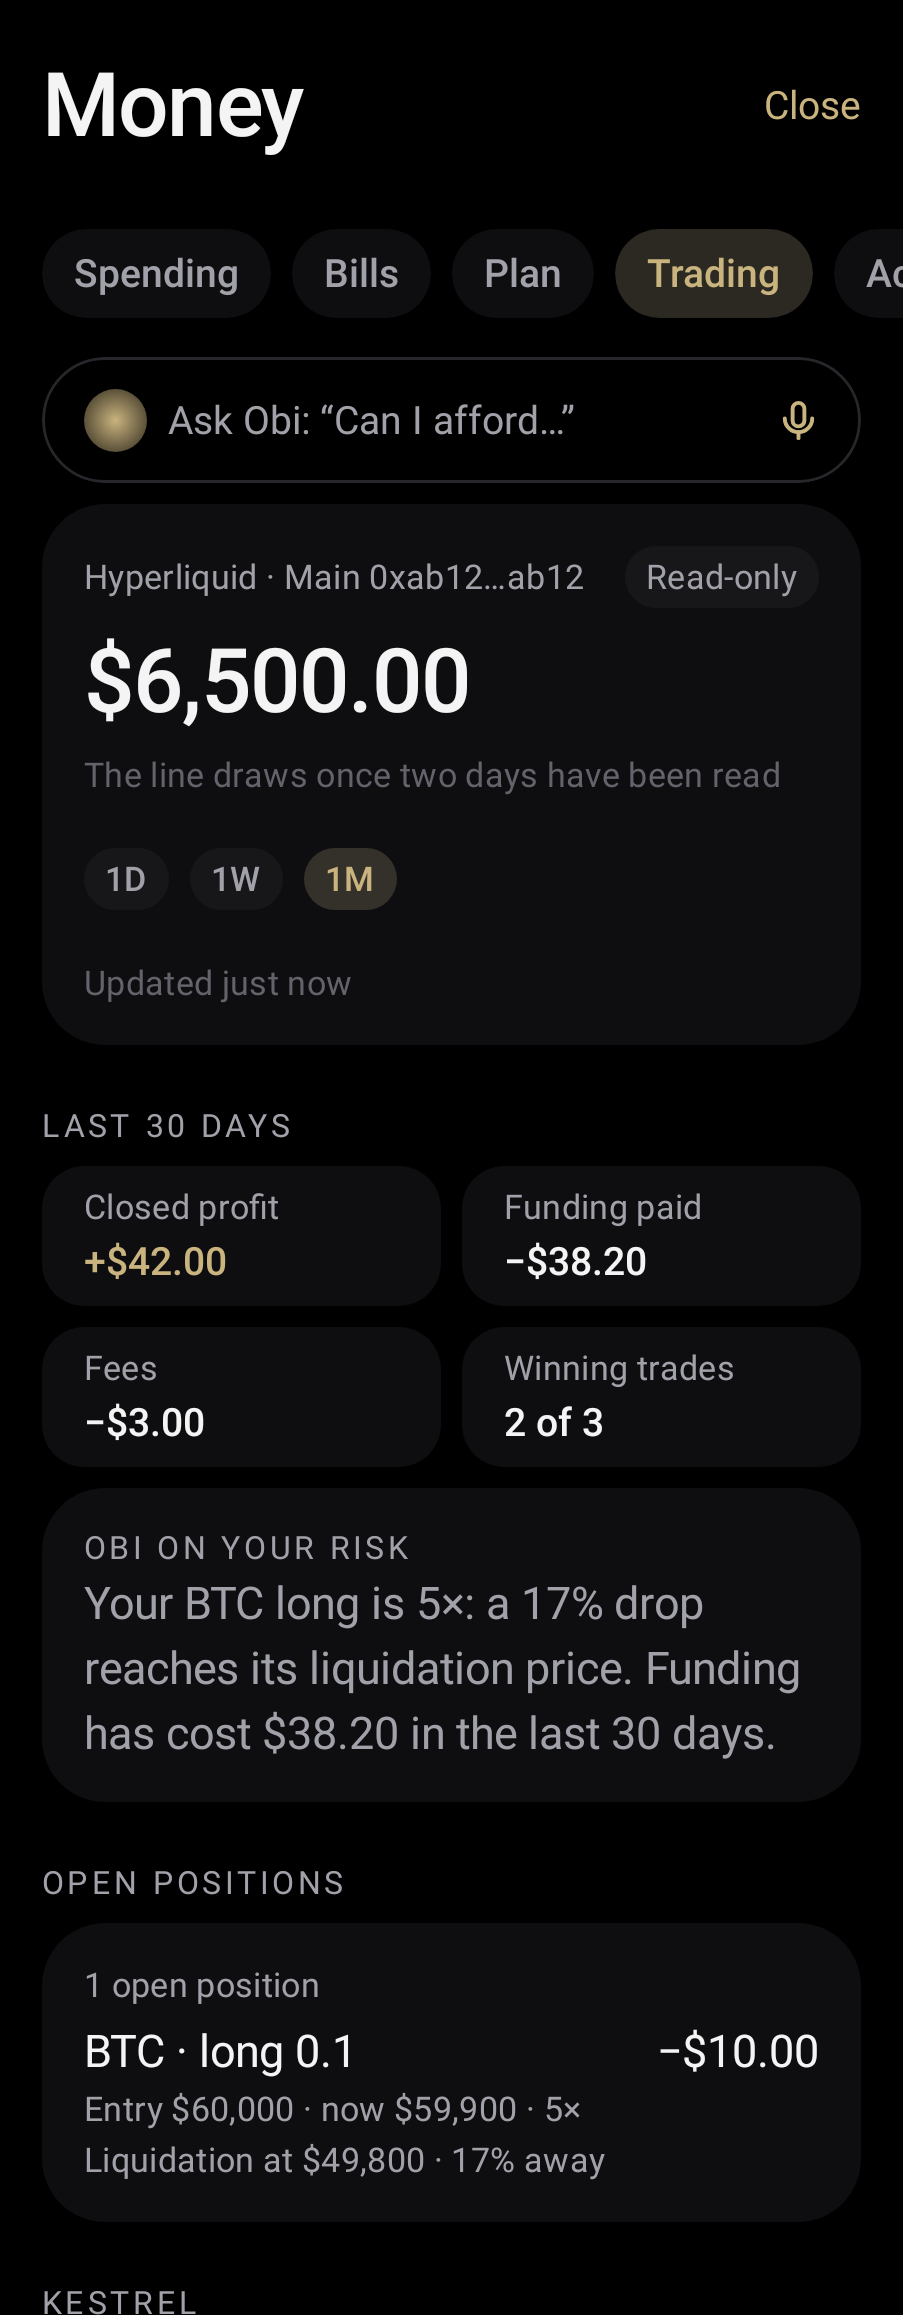 Money
Close
Spending
Bills
Plan
Trading
Ask Obi: “Can I afford…”
Hyperliquid · Main 0xab12…ab12
Read-only
$6,500.00
The line draws once two days have been read
1D
1W
1M
Updated just now
LAST 30 DAYS
Closed profit
+$42.00
Funding paid
−$38.20
Fees
−$3.00
Winning trades
2 of 3
OBI ON YOUR RISK
Your BTC long is 5×: a 17% drop
reaches its liquidation price. Funding
has cost $38.20 in the last 30 days.
OPEN POSITIONS
1 open position
BTC · long 0.1
−$10.00
Entry $60,000 · now $59,900 · 5×
Liquidation at $49,800 · 17% away
KESTREL